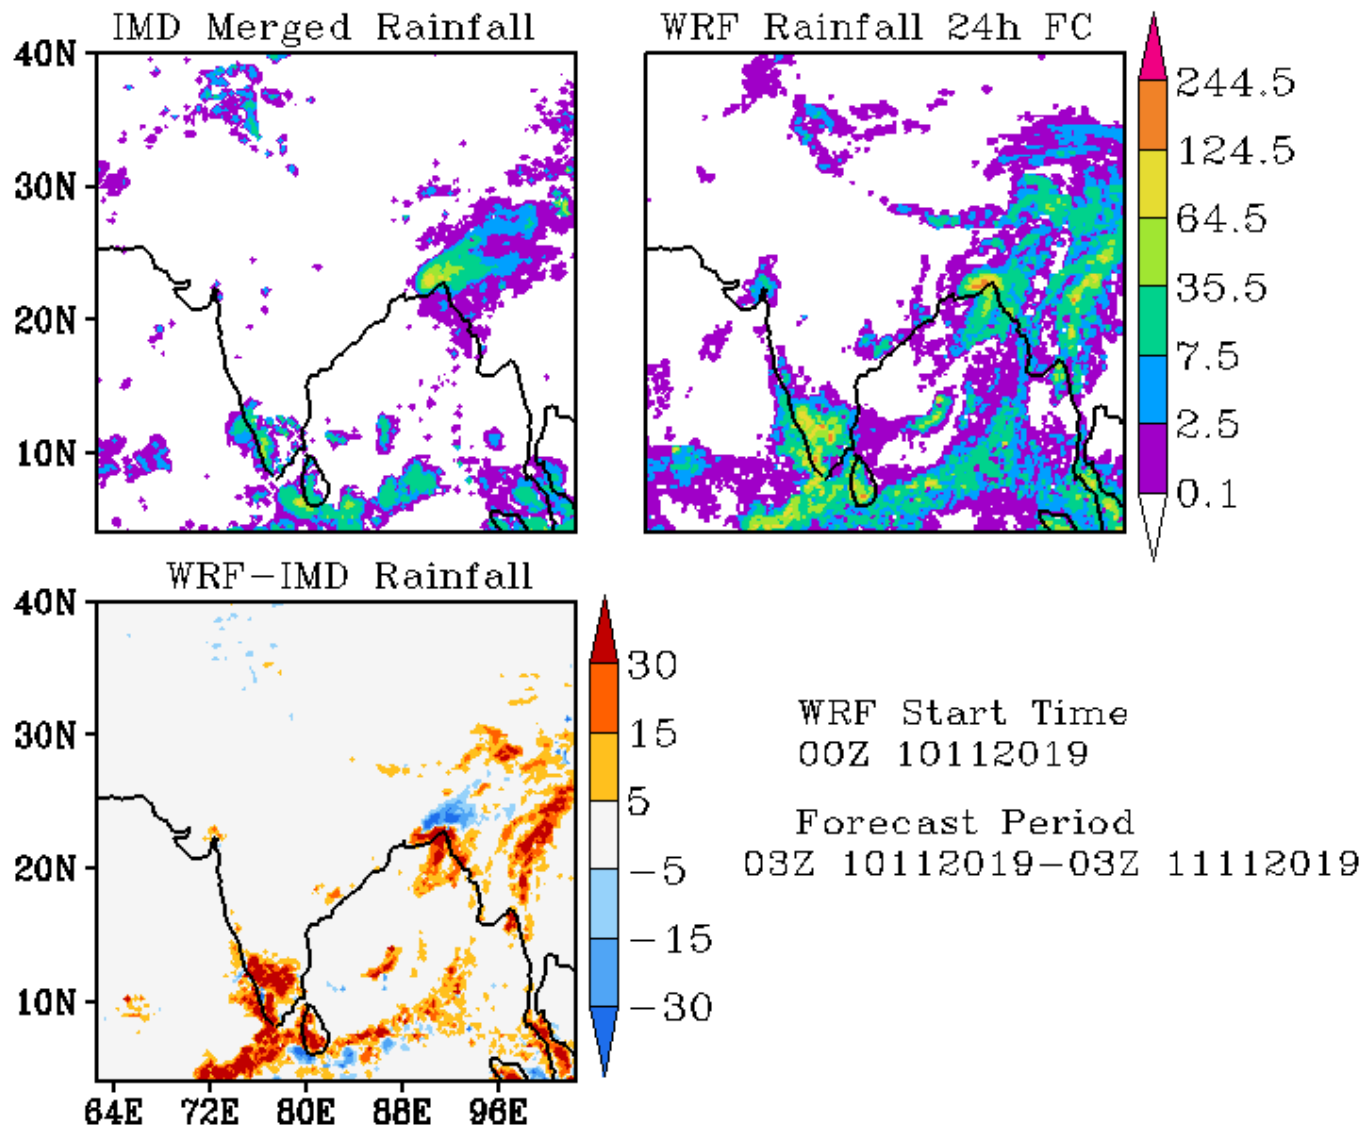 IMD Merged Rainfall
WRF Rainfall 24h FC
40N
30N
20N
10N
244.5
124.5
64.5
35.5
7.5
2.5
0.1
WRF-IMD Rainfall
40N
30N
20N
10N
64E 72E 80E 88E 96E
30
15
5
-5
-15
-30
WRF Start Time
00Z 10112019
Forecast Period
03Z 10112019-03Z 11112019